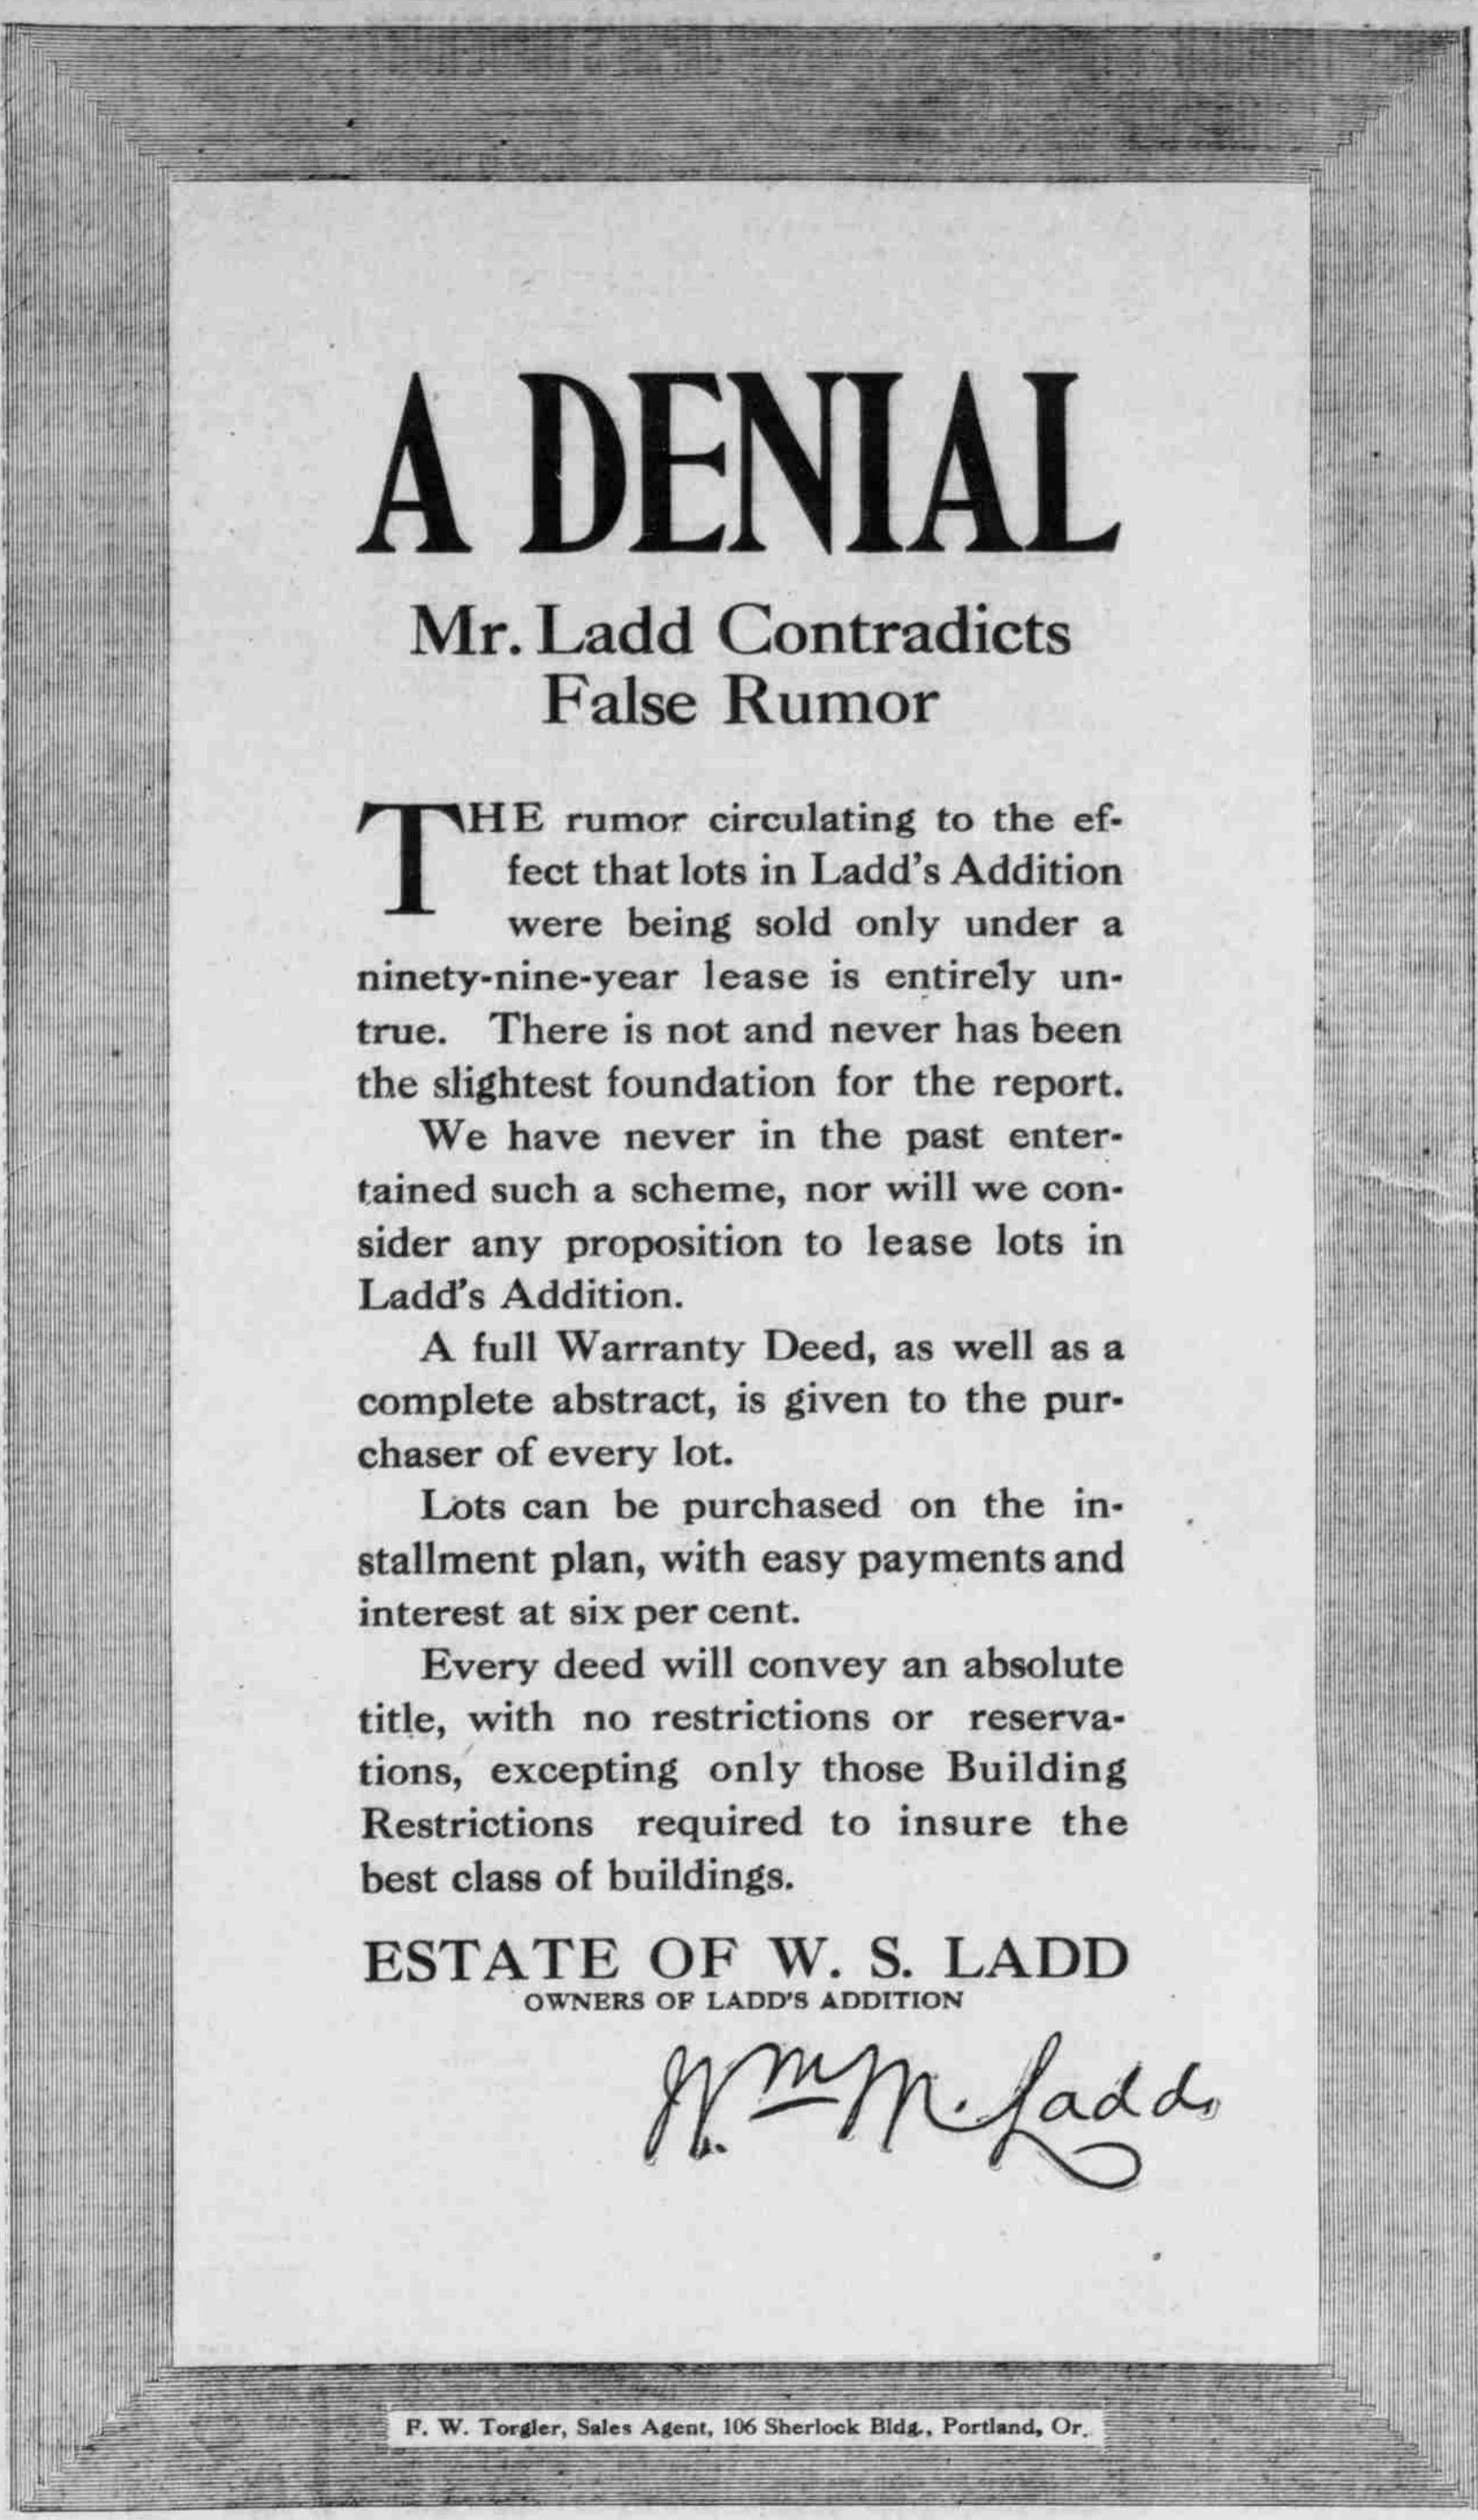 A DENIAL
Mr. Ladd Contradicts
False Rumor
THE rumor circulating to the ef-
fect that lots in Ladd's Addition
were being sold only under a
ninety-nine-year lease is entirely un-
true. There is not and never has been
the slightest foundation for the report.
We have never in the past enter-
tained such a scheme, nor will we con-
sider any proposition to lease lots in
Ladd's Addition.
A full Warranty Deed, as well as a
complete abstract, is given to the pur-
chaser of every lot.
Lots can be purchased on the in-
stallment plan, with easy payments and
interest at six per cent.
Every deed will convey an absolute
title, with no restrictions or reserva-
tions, excepting only those Building
Restrictions required to insure the
best class of buildings.
ESTATE OF W. S. LADD
OWNERS OF LADD'S ADDITION
Wm M. Ladd.
F. W. Torgler, Sales Agent, 106 Sherlock Bldg., Portland, Or.